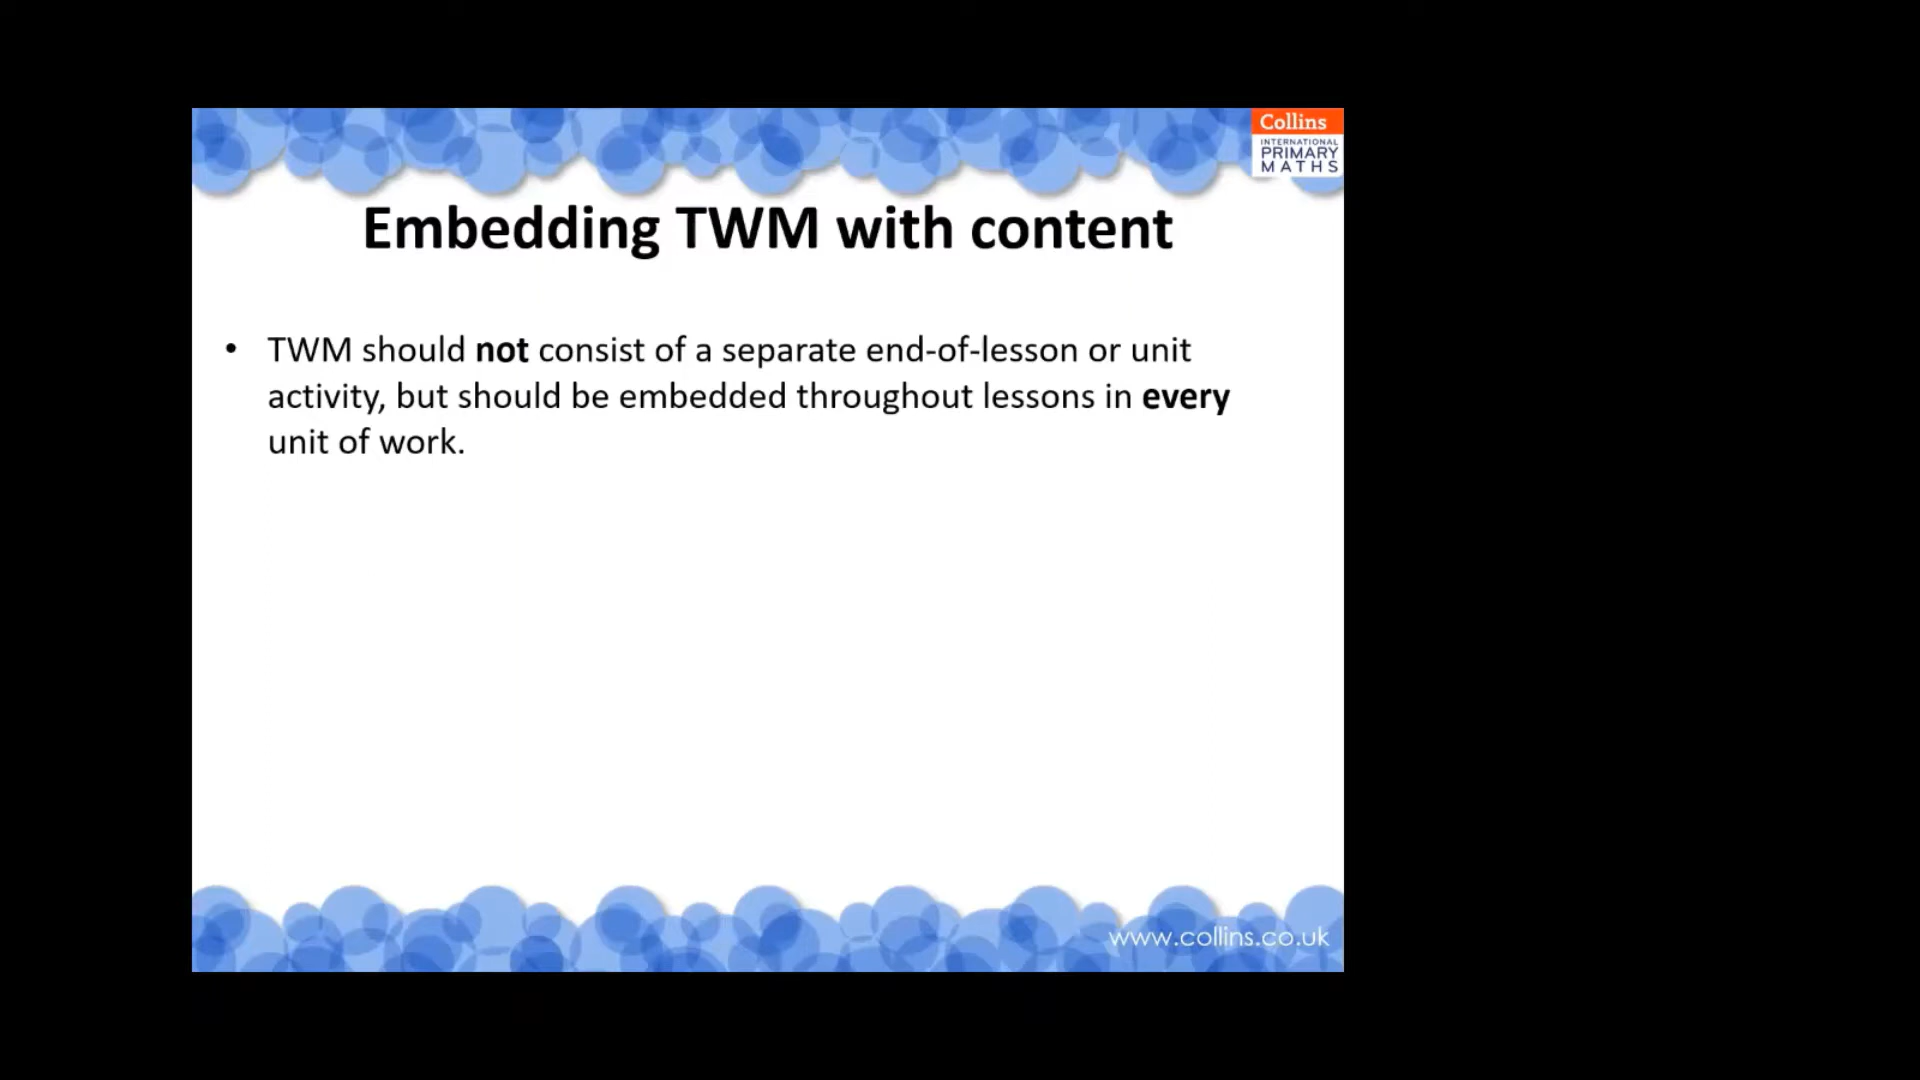 Collins
INTERNATIONAL
PRIMARY
MATHS
Embedding TWM with content
• TWM should not consist of a separate end-of-lesson or unit
activity, but should be embedded throughout lessons in every
unit of work.
www.collins.co.uk